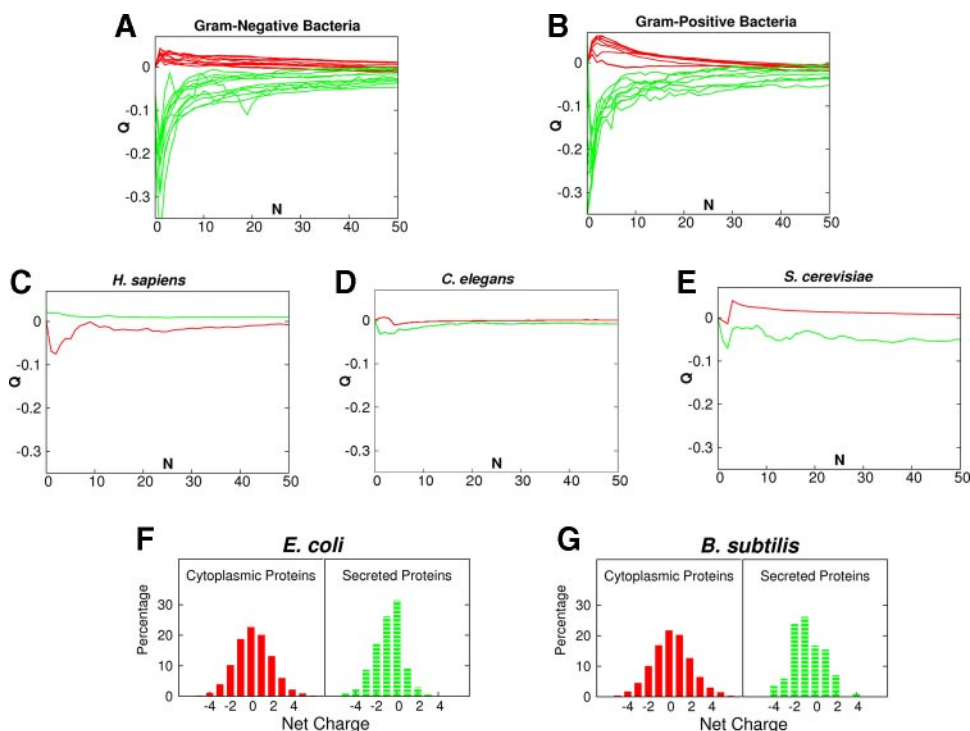 A
Gram-Negative Bacteria
0
-0.1
-0.2
-0.3
Q
N
0 10 20 30 40 50
B
Gram-Positive Bacteria
0
-0.1
-0.2
-0.3
Q
N
0 10 20 30 40 50
C
H. sapiens
0
-0.1
-0.2
-0.3
Q
N
0 10 20 30 40 50
D
C. elegans
0
-0.1
-0.2
-0.3
Q
N
0 10 20 30 40 50
E
S. cerevisiae
0
-0.1
-0.2
-0.3
Q
N
0 10 20 30 40 50
F
E. coli
Cytoplasmic Proteins Secreted Proteins
Percentage
30
20
10
0
-4 -2 0 2 4 -4 -2 0 2 4
Net Charge
G
B. subtilis
Cytoplasmic Proteins Secreted Proteins
Percentage
30
20
10
0
-4 -2 0 2 4 -4 -2 0 2 4
Net Charge